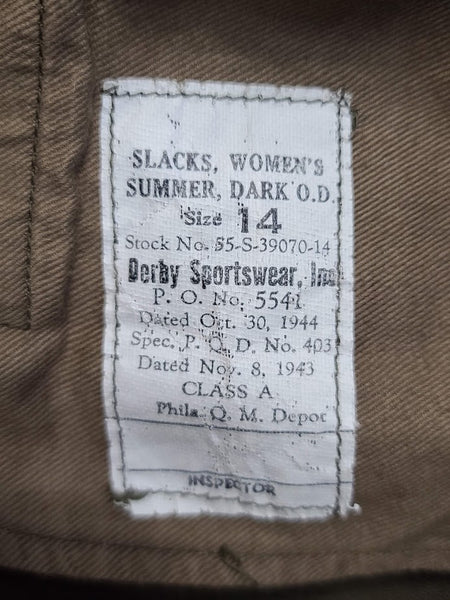 SLACKS, WOMEN'S
SUMMER, DARK O.D.
Size 14
Stock No. 55-S-39070-14
Derby Sportswear, Inc
P. O. No. 5541
Dated Oct. 30, 1944
Spec. P. Q. D. No. 403
Dated Nov. 8, 1943
CLASS A
Phila. Q. M. Depot
INSPECTOR